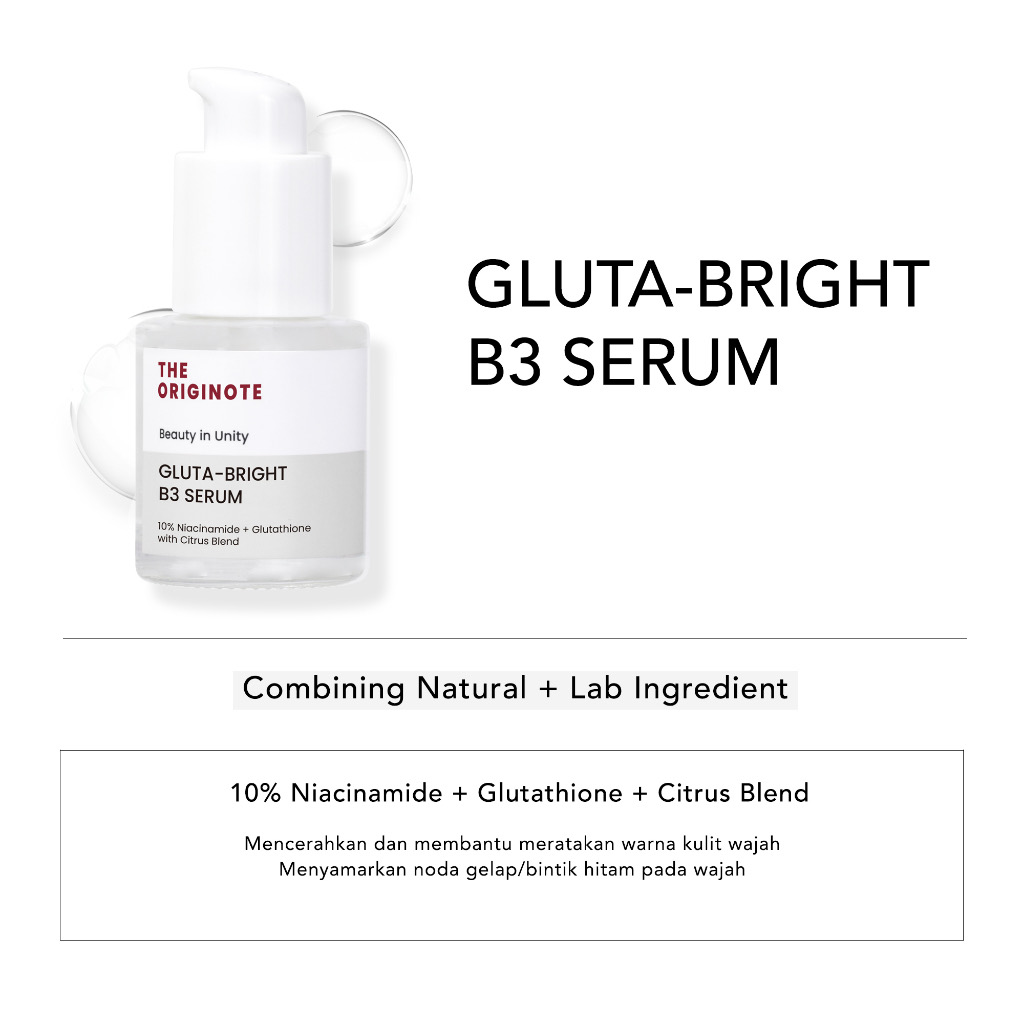 THE
ORIGINOTE
Beauty in Unity
GLUTA-BRIGHT
B3 SERUM
10% Niacinamide + Glutathione
with Citrus Blend
GLUTA-BRIGHT
B3 SERUM
Combining Natural + Lab Ingredient
10% Niacinamide + Glutathione + Citrus Blend
Mencerahkan dan membantu meratakan warna kulit wajah
Menyamarkan noda gelap/bintik hitam pada wajah